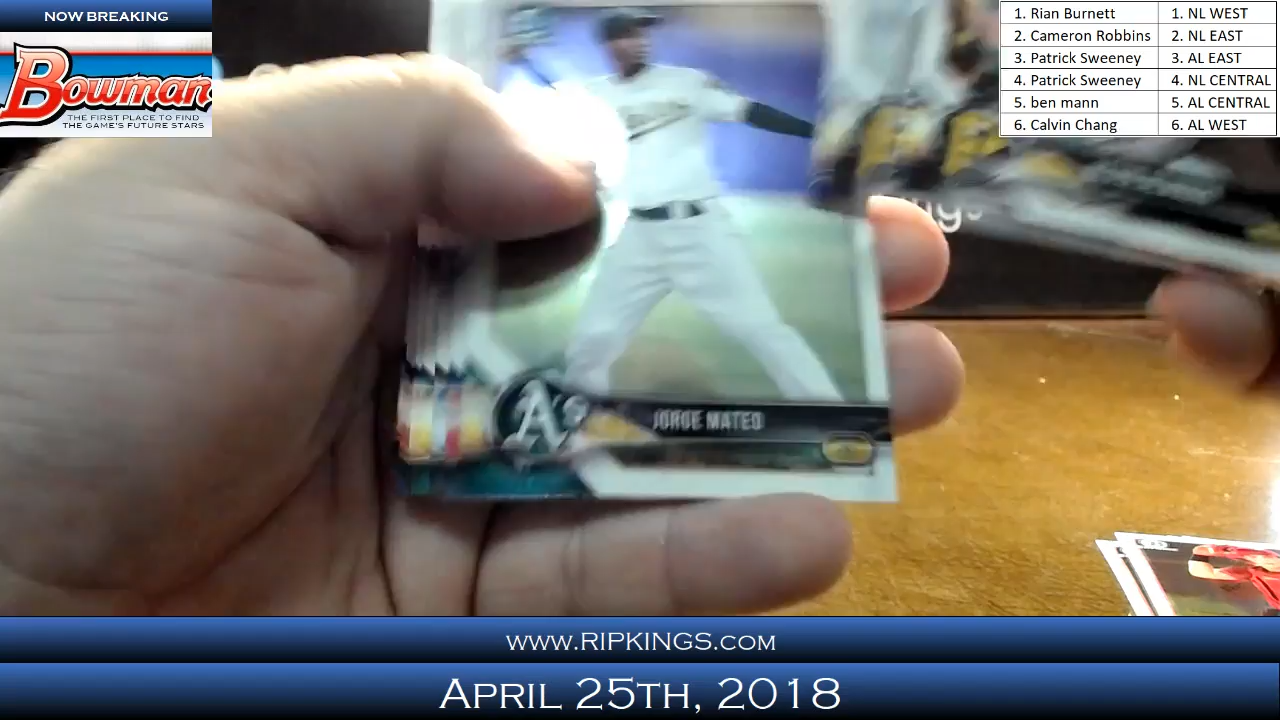 NOW BREAKING
Bowman
THE FIRST PLACE TO FIND
THE GAME'S FUTURE STARS
1. Rian Burnett 1. NL WEST
2. Cameron Robbins 2. NL EAST
3. Patrick Sweeney 3. AL EAST
4. Patrick Sweeney 4. NL CENTRAL
5. ben mann 5. AL CENTRAL
6. Calvin Chang 6. AL WEST
A's
JORGE MATEO
WWW.RIPKINGS.COM
APRIL 25TH, 2018